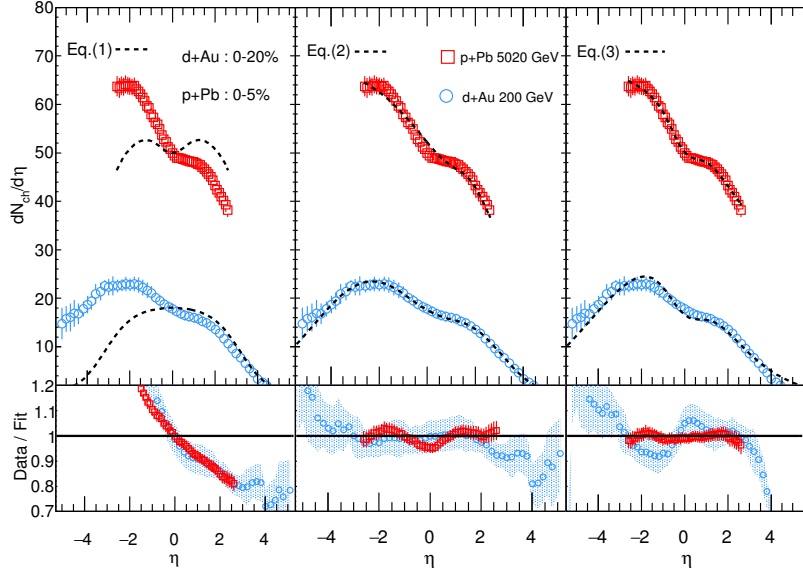 80
70
60
50
40
30
20
10
dN_ch/dη
Eq.(1)
d+Au : 0-20%
p+Pb : 0-5%
Eq.(2)
p+Pb 5020 GeV
d+Au 200 GeV
Eq.(3)
1.2
1.1
1
0.9
0.8
0.7
Data / Fit
−4 −2 0 2 4 −4 −2 0 2 4 −4 −2 0 2 4
η η η